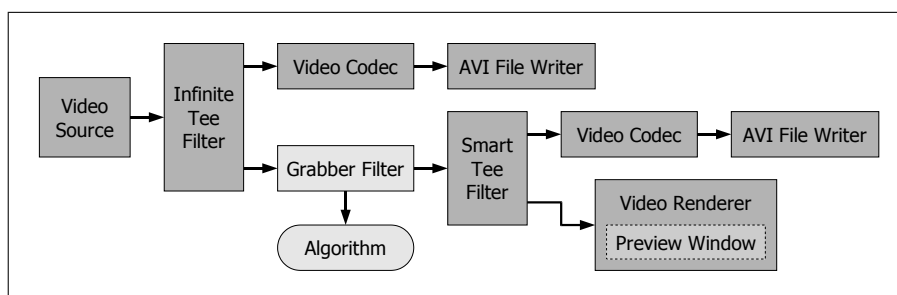 Video
Source
Infinite
Tee
Filter
Video Codec
AVI File Writer
Grabber Filter
Algorithm
Smart
Tee
Filter
Video Codec
AVI File Writer
Video Renderer
Preview Window